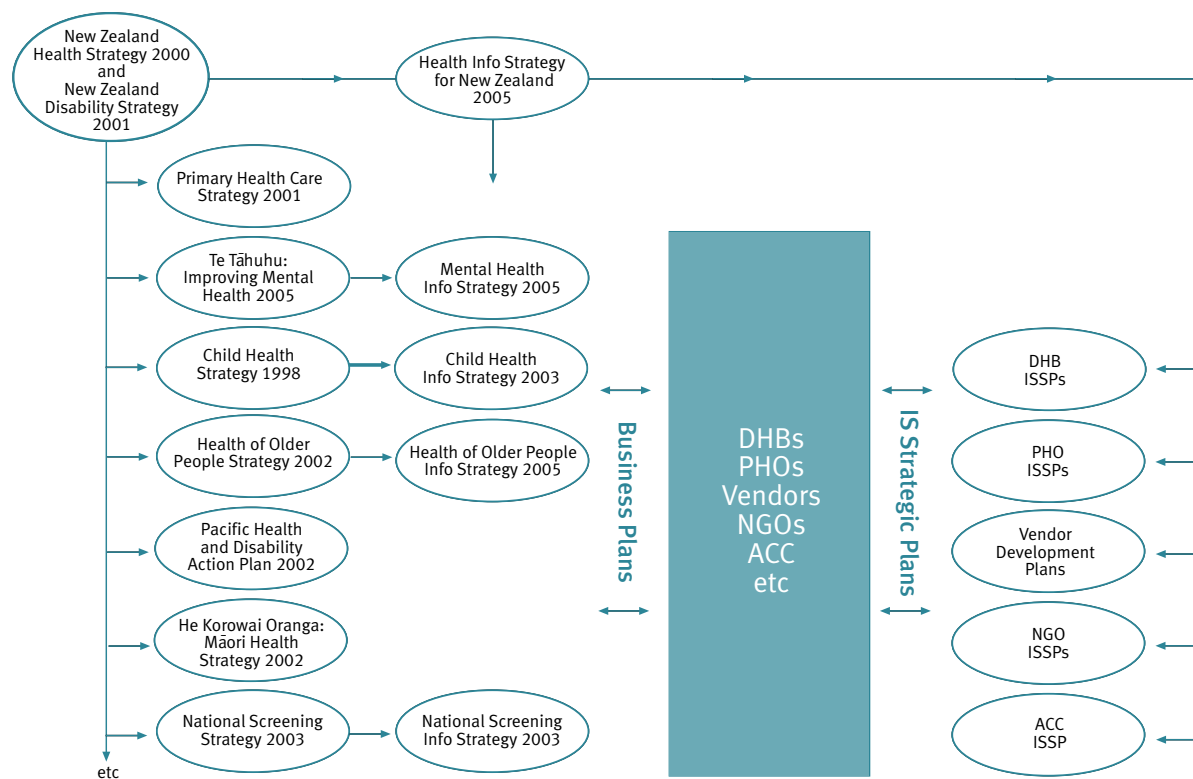 New Zealand
Health Strategy 2000
and
New Zealand
Disability Strategy
2001
Health Info Strategy
for New Zealand
2005
Primary Health Care
Strategy 2001
Te Tāhuhu:
Improving Mental
Health 2005
Mental Health
Info Strategy 2005
Child Health
Strategy 1998
Child Health
Info Strategy 2003
Health of Older
People Strategy 2002
Health of Older People
Info Strategy 2005
Pacific Health
and Disability
Action Plan 2002
He Korowai Oranga:
Māori Health
Strategy 2002
National Screening
Strategy 2003
National Screening
Info Strategy 2003
etc
Business Plans
DHBs
PHOs
Vendors
NGOs
ACC
etc
IS Strategic Plans
DHB
ISSPs
PHO
ISSPs
Vendor
Development
Plans
NGO
ISSPs
ACC
ISSP